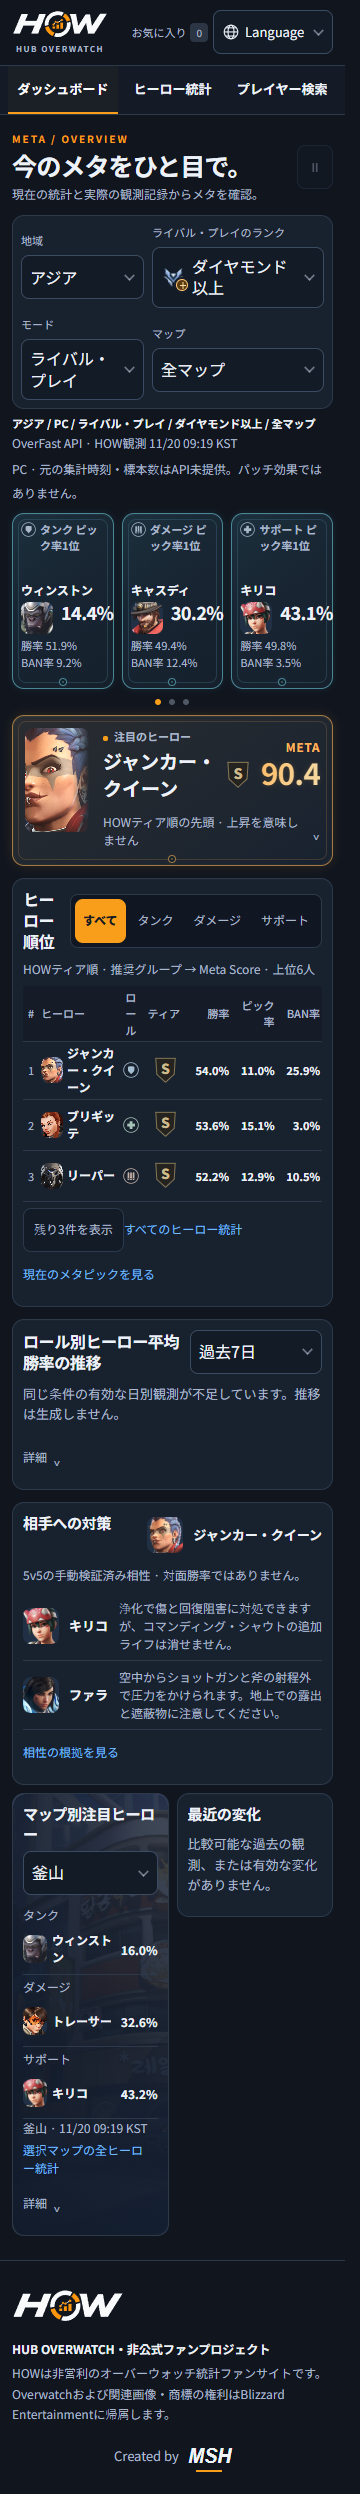 HOW
HUB OVERWATCH
お気に入り 0
Language
ダッシュボード
ヒーロー統計
プレイヤー検索
META / OVERVIEW
今のメタをひと目で。
現在の統計と実際の観測記録からメタを確認。
地域
アジア
ライバル・プレイのランク
ダイヤモンド
以上
モード
ライバル・
プレイ
マップ
全マップ
アジア / PC / ライバル・プレイ / ダイヤモンド以上 / 全マップ
OverFast API · HOW観測 11/20 09:19 KST
PC · 元の集計時刻・標本数はAPI未提供。パッチ効果では
ありません。
タンク ピッ
ク率1位
ウィンストン
14.4%
勝率 51.9%
BAN率 9.2%
ダメージ ピ
ック率1位
キャスディ
30.2%
勝率 49.4%
BAN率 12.4%
サポート ピ
ック率1位
キリコ
43.1%
勝率 49.8%
BAN率 3.5%
注目のヒーロー
ジャンカー・
クイーン
S
META
90.4
HOWティア順の先頭 · 上昇を意味し
ません
ヒー
ロー
順位
すべて
タンク
ダメージ
サポート
HOWティア順 · 推奨グループ → Meta Score · 上位6人
# ヒーロー
ロ
ー
ル
ティア
勝率
ピック
率
BAN率
1
ジャンカ
ー・クイ
ーン
S
54.0% 11.0% 25.9%
2
ブリギッ
テ
S
53.6% 15.1% 3.0%
3 リーパー S 52.2% 12.9% 10.5%
残り3件を表示
すべてのヒーロー統計
現在のメタピックを見る
ロール別ヒーロー平均
勝率の推移
過去7日
同じ条件の有効な日別観測が不足しています。推移
は生成しません。
詳細
相手への対策
ジャンカー・クイーン
5v5の手動検証済み相性 · 対面勝率ではありません。
キリコ
浄化で傷と回復阻害に対処できます
が、コマンディング・シャウトの追加
ライフは消せません。
ファラ
空中からショットガンと斧の射程外
で圧力をかけられます。地上での露出
と遮蔽物に注意してください。
相性の根拠を見る
マップ別注目ヒーロ
ー
釜山
タンク
ウィンスト
ン
16.0%
ダメージ
トレーサー 32.6%
サポート
キリコ 43.2%
釜山 · 11/20 09:19 KST
選択マップの全ヒーロ
ー統計
詳細
最近の変化
比較可能な過去の観
測、または有効な変化
がありません。
HOW
HUB OVERWATCH・非公式ファンプロジェクト
HOWは非営利のオーバーウォッチ統計ファンサイトです。
Overwatchおよび関連画像・商標の権利はBlizzard
Entertainmentに帰属します。
Created by MSH